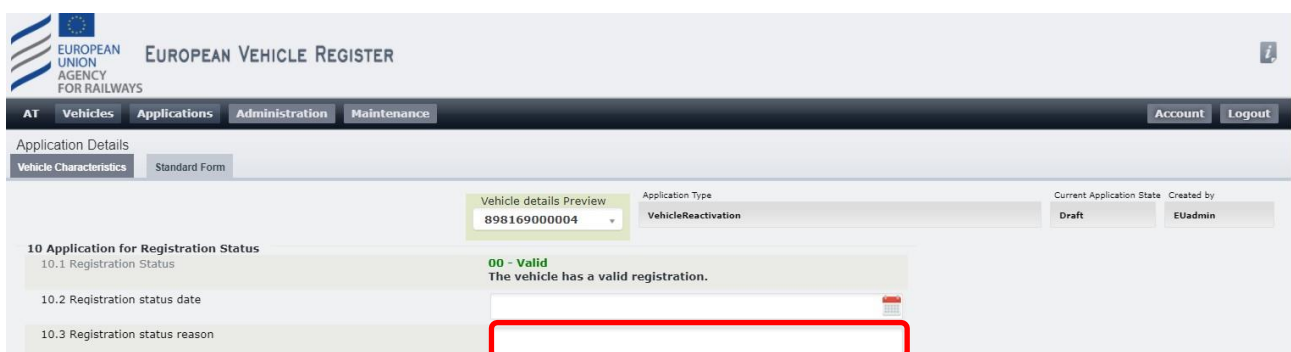 EUROPEAN
UNION
AGENCY
FOR RAILWAYS
EUROPEAN VEHICLE REGISTER
i
AT Vehicles Applications Administration Maintenance Account Logout
Application Details
Vehicle Characteristics Standard Form
Vehicle details Preview Application Type Current Application State Created by
898169000004 VehicleReactivation Draft EUadmin
10 Application for Registration Status
10.1 Registration Status 00 - Valid
The vehicle has a valid registration.
10.2 Registration status date
10.3 Registration status reason